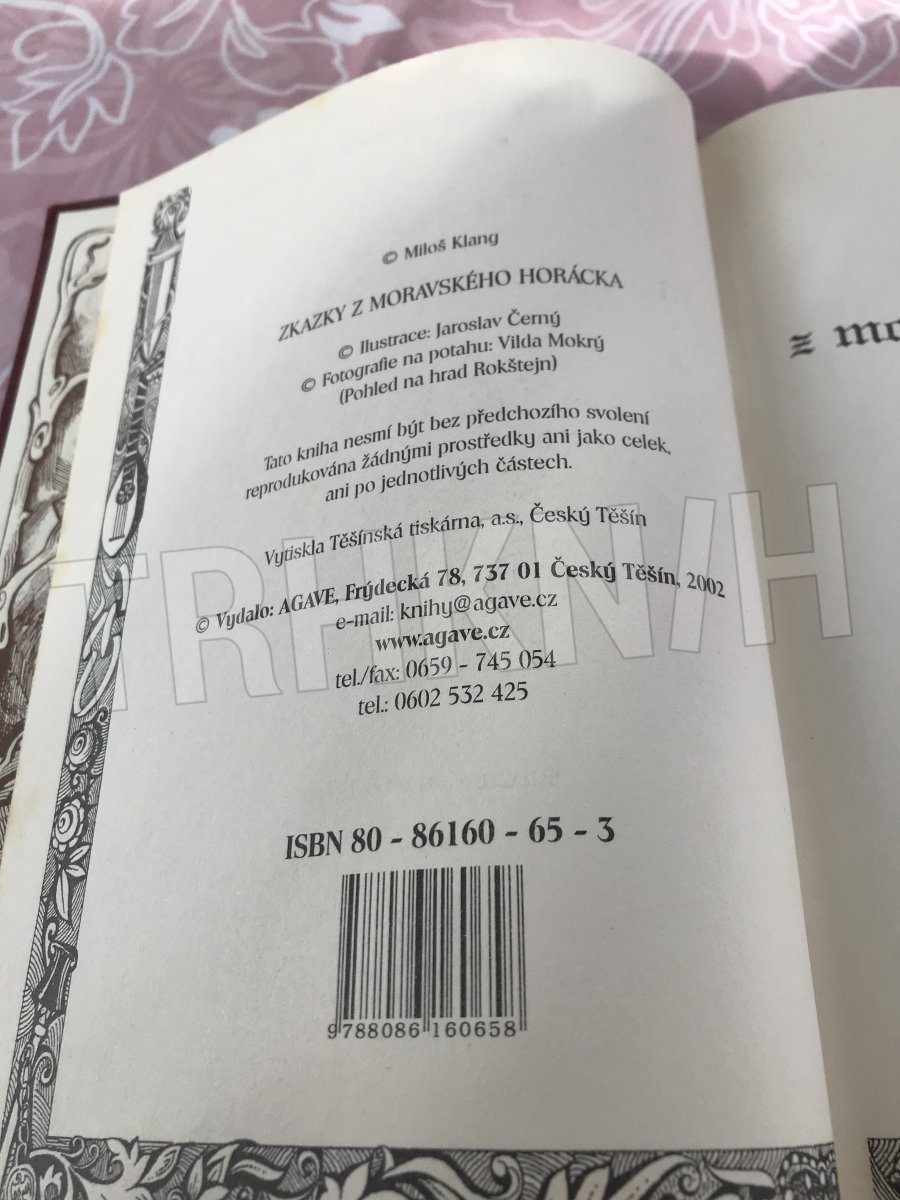 © Miloš Klang
ZKAZKY Z MORAVSKÉHO HORÁCKA
© Ilustrace: Jaroslav Černý
© Fotografie na potahu: Vilda Mokrý
(Pohled na hrad Rokštejn)
Tato kniha nesmí být bez předchozího svolení
reprodukována žádnými prostředky ani jako celek,
ani po jednotlivých částech.
Vytiskla Těšínská tiskárna, a.s., Český Těšín
© Vydalo: AGAVE, Frýdecká 78, 737 01 Český Těšín, 2002
e-mail: knihy@agave.cz
www.agave.cz
tel./fax: 0659 - 745 054
tel.: 0602 532 425
ISBN 80 - 86160 - 65 - 3
9788086 160658
z mo
TRHKNIH